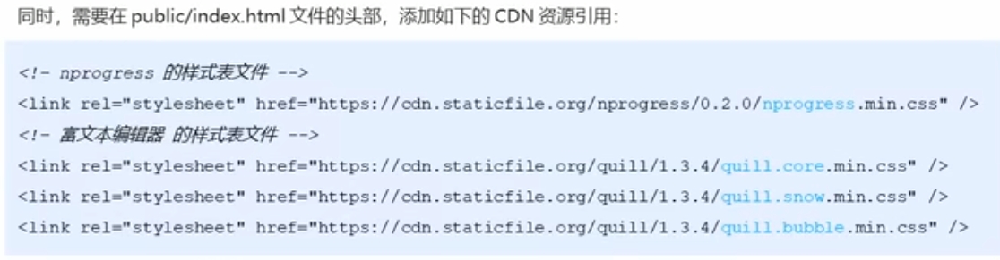 同时，需要在 public/index.html 文件的头部，添加如下的 CDN 资源引用：
<!– nprogress 的样式表文件 -->
<link rel="stylesheet" href="https://cdn.staticfile.org/nprogress/0.2.0/nprogress.min.css" />
<!– 富文本编辑器 的样式表文件 -->
<link rel="stylesheet" href="https://cdn.staticfile.org/quill/1.3.4/quill.core.min.css" />
<link rel="stylesheet" href="https://cdn.staticfile.org/quill/1.3.4/quill.snow.min.css" />
<link rel="stylesheet" href="https://cdn.staticfile.org/quill/1.3.4/quill.bubble.min.css" />